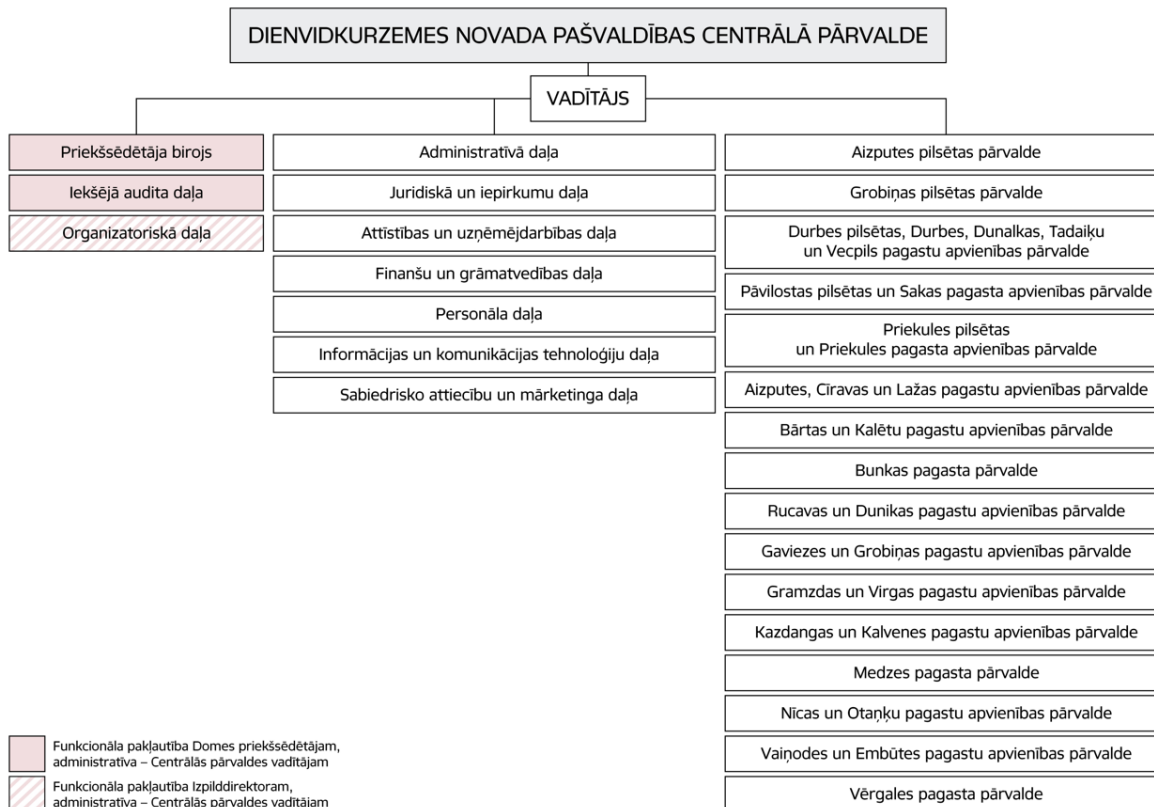 DIENVIDKURZEMES NOVADA PAŠVALDĪBAS CENTRĀLĀ PĀRVALDE
VADĪTĀJS
Priekšsēdētāja birojs
Iekšējā audita daļa
Organizatoriskā daļa
Administratīvā daļa
Juridiskā un iepirkumu daļa
Attīstības un uzņēmējdarbības daļa
Finanšu un grāmatvedības daļa
Personāla daļa
Informācijas un komunikācijas tehnoloģiju daļa
Sabiedrisko attiecību un mārketinga daļa
Aizputes pilsētas pārvalde
Grobiņas pilsētas pārvalde
Durbes pilsētas, Durbes, Dunalkas, Tadaiķu
un Vecpils pagastu apvienības pārvalde
Pāvilostas pilsētas un Sakas pagasta apvienības pārvalde
Priekules pilsētas
un Priekules pagasta apvienības pārvalde
Aizputes, Cīravas un Lažas pagastu apvienības pārvalde
Bārtas un Kalētu pagastu apvienības pārvalde
Bunkas pagasta pārvalde
Rucavas un Dunikas pagastu apvienības pārvalde
Gaviezes un Grobiņas pagastu apvienības pārvalde
Gramzdas un Virgas pagastu apvienības pārvalde
Kazdangas un Kalvenes pagastu apvienības pārvalde
Medzes pagasta pārvalde
Nīcas un Otaņķu pagastu apvienības pārvalde
Vaiņodes un Embūtes pagastu apvienības pārvalde
Vērgales pagasta pārvalde
Funkcionāla pakļautība Domes priekšsēdētājam,
administratīva – Centrālās pārvaldes vadītājam
Funkcionāla pakļautība Izpilddirektoram,
administratīva – Centrālās pārvaldes vadītājam